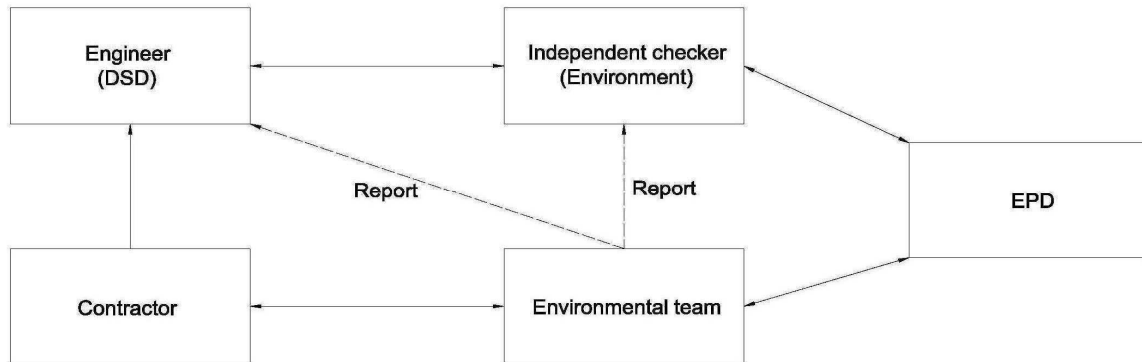 Engineer
(DSD)
Independent checker
(Environment)
Report
Report
EPD
Contractor
Environmental team